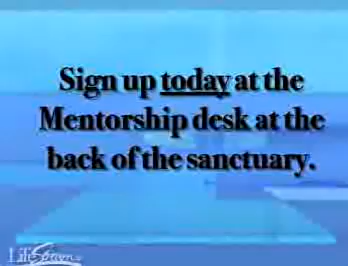 Sign up today at the
Mentorship desk at the
back of the sanctuary.